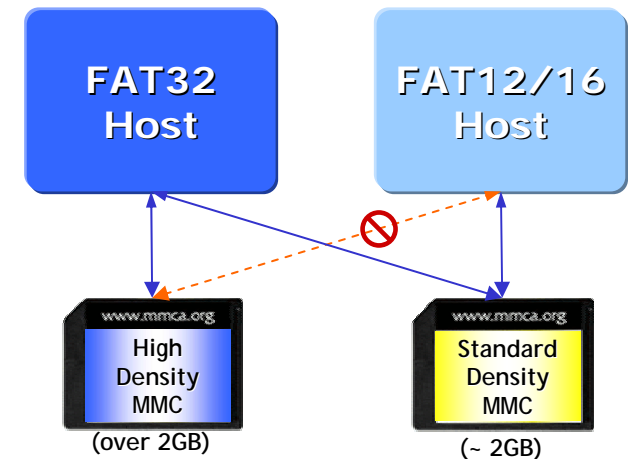 FAT32
Host
FAT12/16
Host
www.mmca.org
High
Density
MMC
(over 2GB)
www.mmca.org
Standard
Density
MMC
(~ 2GB)